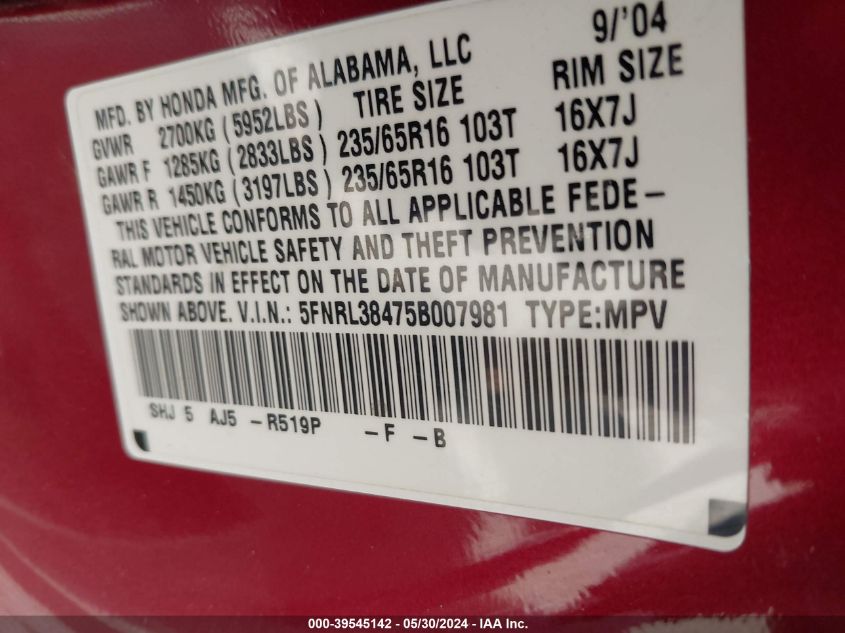 9/'04
MFD. BY HONDA MFG. OF ALABAMA, LLC
GVWR 2700KG (5952LBS) TIRE SIZE RIM SIZE
GAWR F 1285KG (2833LBS) 235/65R16 103T 16X7J
GAWR R 1450KG (3197LBS) 235/65R16 103T 16X7J
THIS VEHICLE CONFORMS TO ALL APPLICABLE FEDE-
RAL MOTOR VEHICLE SAFETY AND THEFT PREVENTION
STANDARDS IN EFFECT ON THE DATE OF MANUFACTURE
SHOWN ABOVE. V.I.N.: 5FNRL38475B007981 TYPE:MPV
SHJ 5 AJ5 -R519P -F -B
000-39545142 - 05/30/2024 - IAAI, Inc.